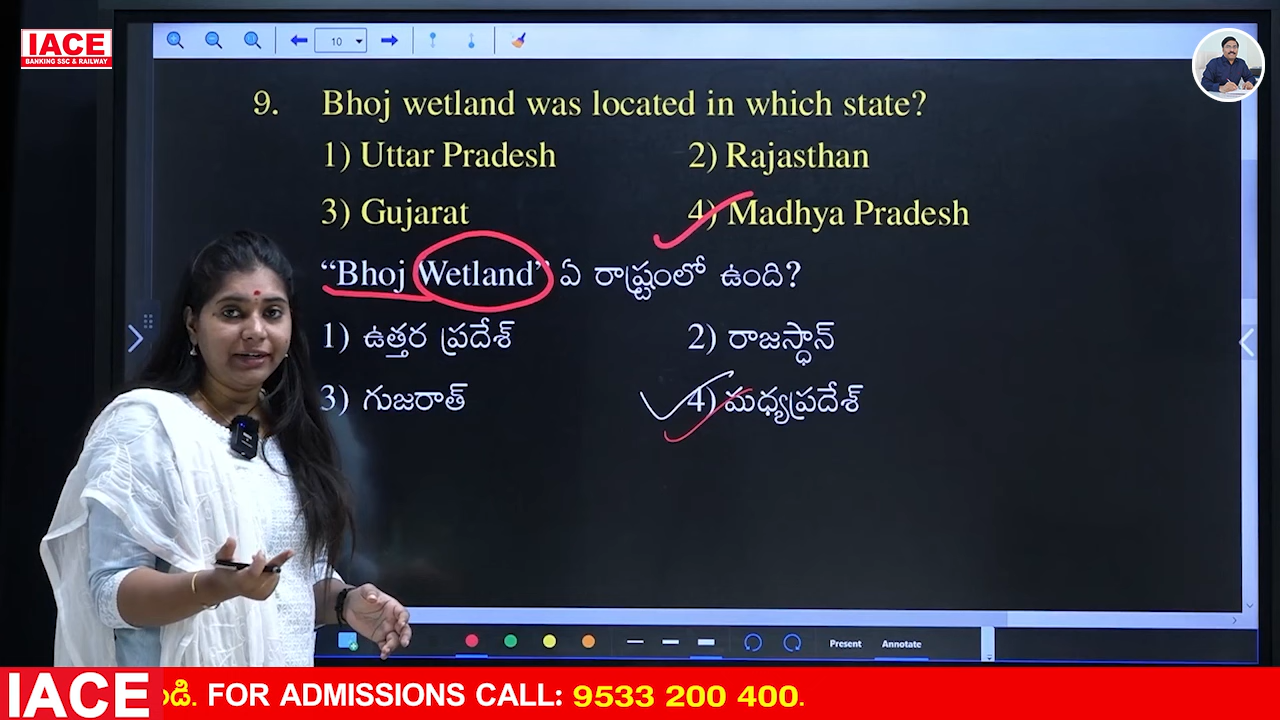 IACE
BANKING SSC & RAILWAY
10
9. Bhoj wetland was located in which state?
1) Uttar Pradesh 2) Rajasthan
3) Gujarat 4) Madhya Pradesh
“Bhoj Wetland” ఏ రాష్ట్రంలో ఉంది?
1) ఉత్తర ప్రదేశ్ 2) రాజస్థాన్
3) గుజరాత్ 4) మధ్యప్రదేశ్
Present Annotate
IACE FOR ADMISSIONS CALL: 9533 200 400.